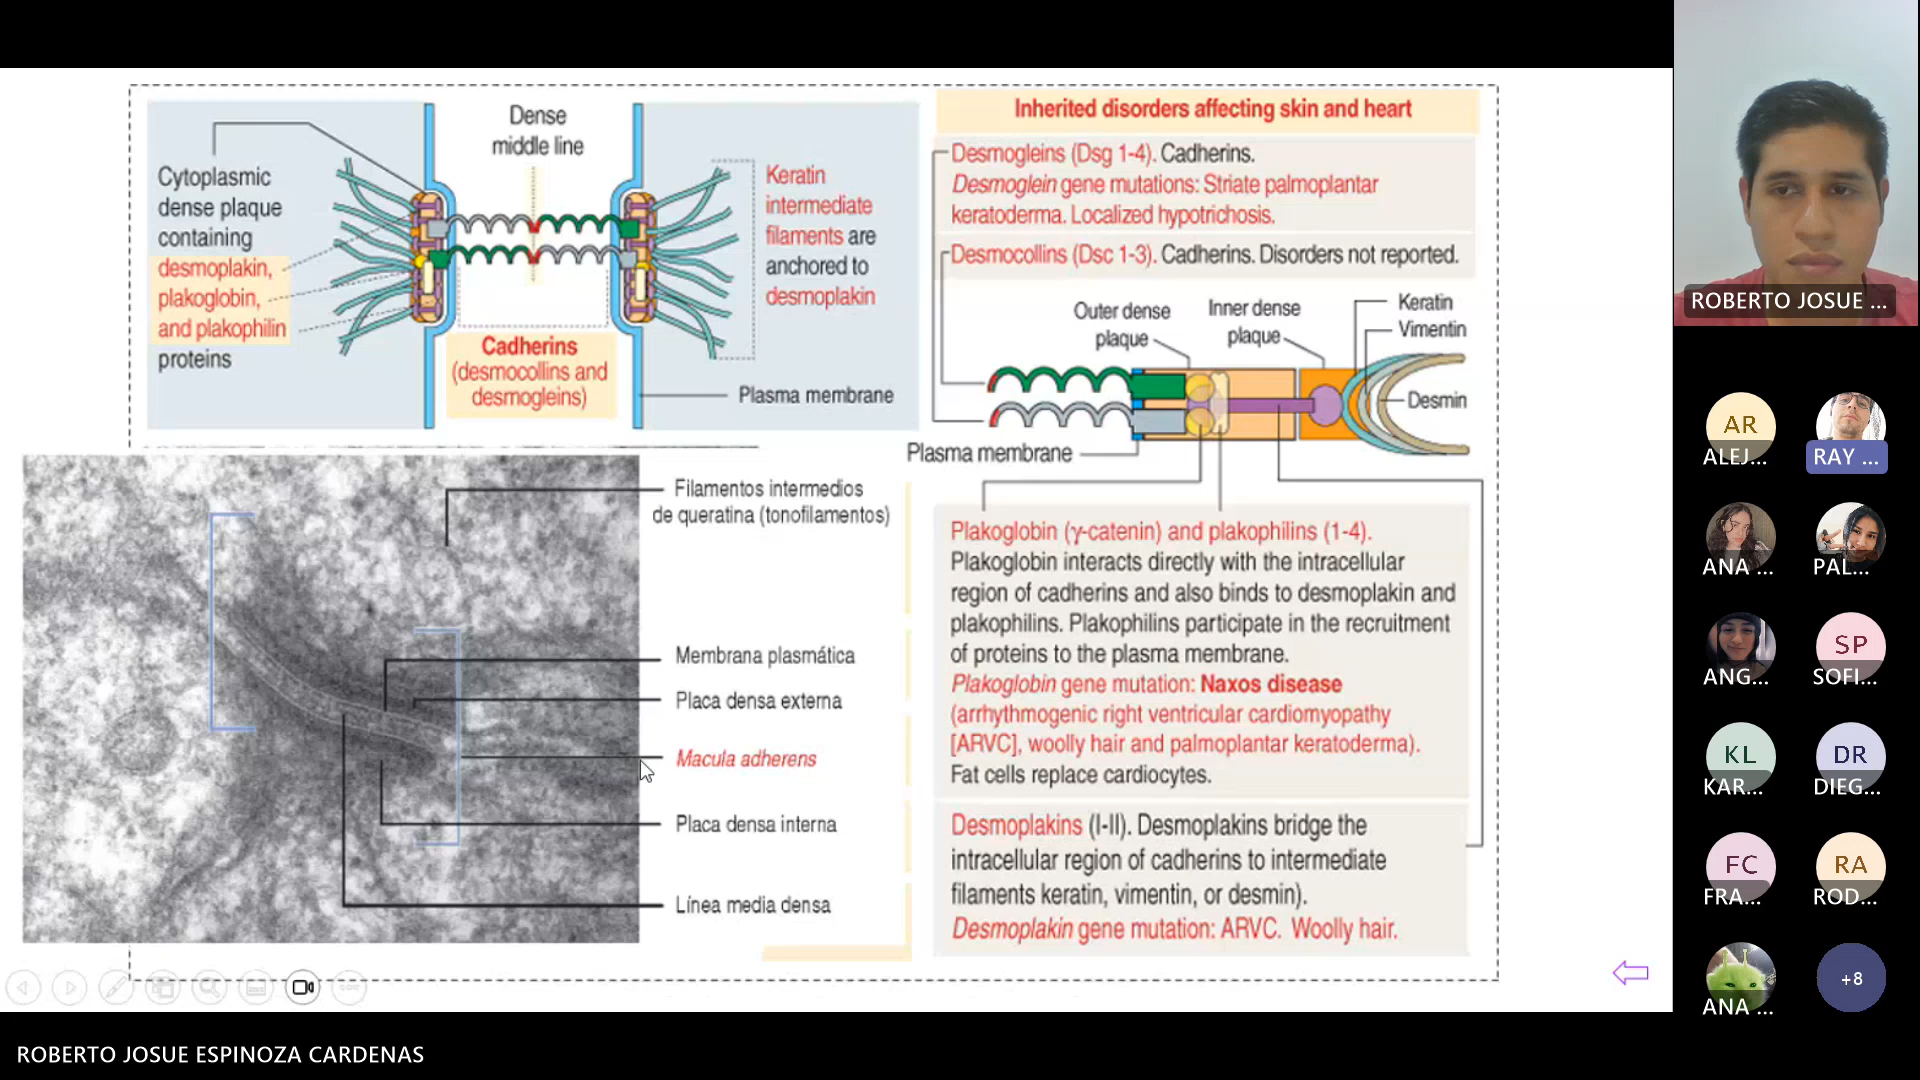 Dense
middle line
Cytoplasmic
dense plaque
containing
desmoplakin,
plakoglobin,
and plakophilin
proteins
Keratin
intermediate
filaments are
anchored to
desmoplakin
Cadherins
(desmocollins and
desmogleins)
Plasma membrane
Filamentos intermedios
de queratina (tonofilamentos)
Membrana plasmática
Placa densa externa
Macula adherens
Placa densa interna
Línea media densa
Inherited disorders affecting skin and heart
Desmogleins (Dsg 1-4). Cadherins.
Desmoglein gene mutations: Striate palmoplantar
keratoderma. Localized hypotrichosis.
Desmocollins (Dsc 1-3). Cadherins. Disorders not reported.
Outer dense
plaque
Inner dense
plaque
Keratin
Vimentin
Desmin
Plasma membrane
Plakoglobin (γ-catenin) and plakophilins (1-4).
Plakoglobin interacts directly with the intracellular
region of cadherins and also binds to desmoplakin and
plakophilins. Plakophilins participate in the recruitment
of proteins to the plasma membrane.
Plakoglobin gene mutation: Naxos disease
(arrhythmogenic right ventricular cardiomyopathy
[ARVC], woolly hair and palmoplantar keratoderma).
Fat cells replace cardiocytes.
Desmoplakins (I-II). Desmoplakins bridge the
intracellular region of cadherins to intermediate
filaments keratin, vimentin, or desmin).
Desmoplakin gene mutation: ARVC. Woolly hair.
ROBERTO JOSUE ...
AR
ALEJ...
RAY ...
ANA ...
PAL...
ANG...
SP
SOFI...
KL
KAR...
DR
DIEG...
FC
FRA...
RA
ROD...
ANA ...
+8
ROBERTO JOSUE ESPINOZA CARDENAS